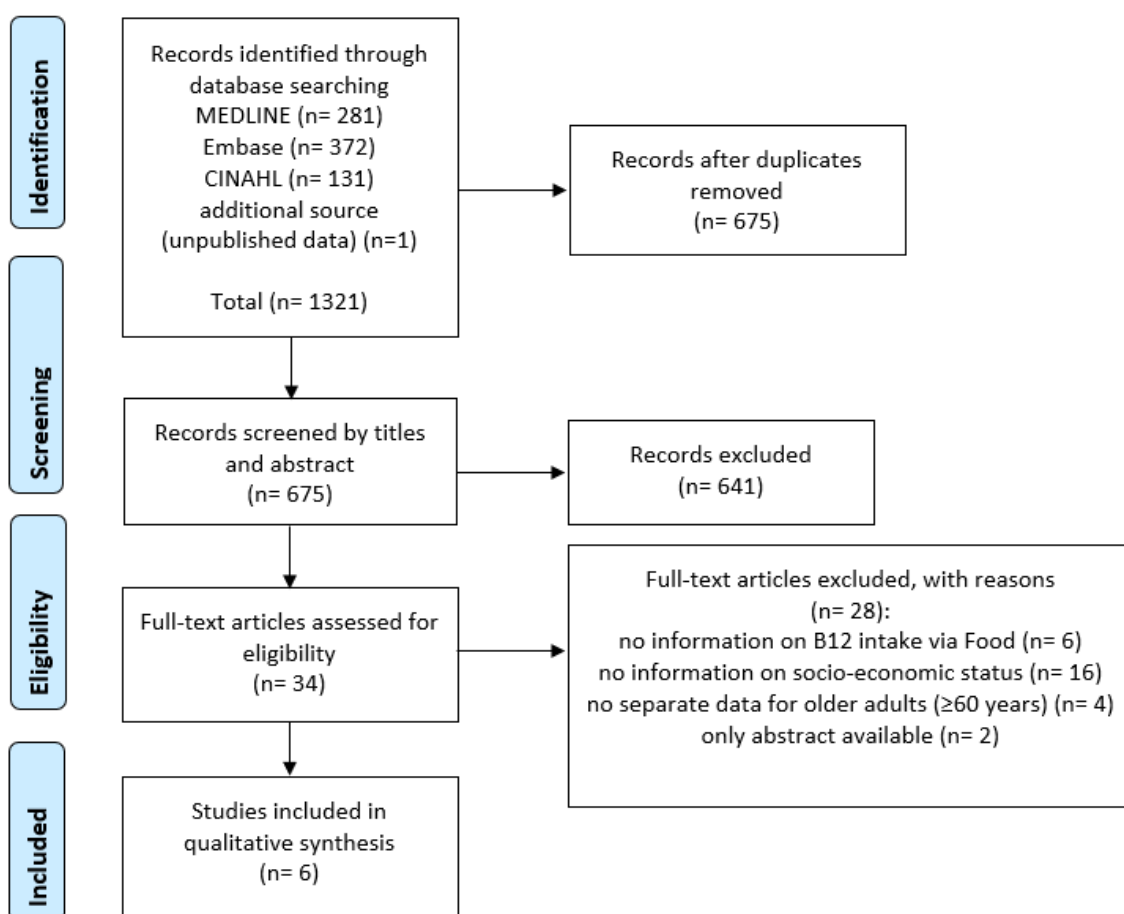 Identification
Records identified through
database searching
MEDLINE (n= 281)
Embase (n= 372)
CINAHL (n= 131)
additional source
(unpublished data) (n=1)
Total (n= 1321)
Records after duplicates
removed
(n= 675)
Screening
Records screened by titles
and abstract
(n= 675)
Records excluded
(n= 641)
Eligibility
Full-text articles assessed for
eligibility
(n= 34)
Full-text articles excluded, with reasons
(n= 28):
no information on B12 intake via Food (n= 6)
no information on socio-economic status (n= 16)
no separate data for older adults (≥60 years) (n= 4)
only abstract available (n= 2)
Included
Studies included in
qualitative synthesis
(n= 6)